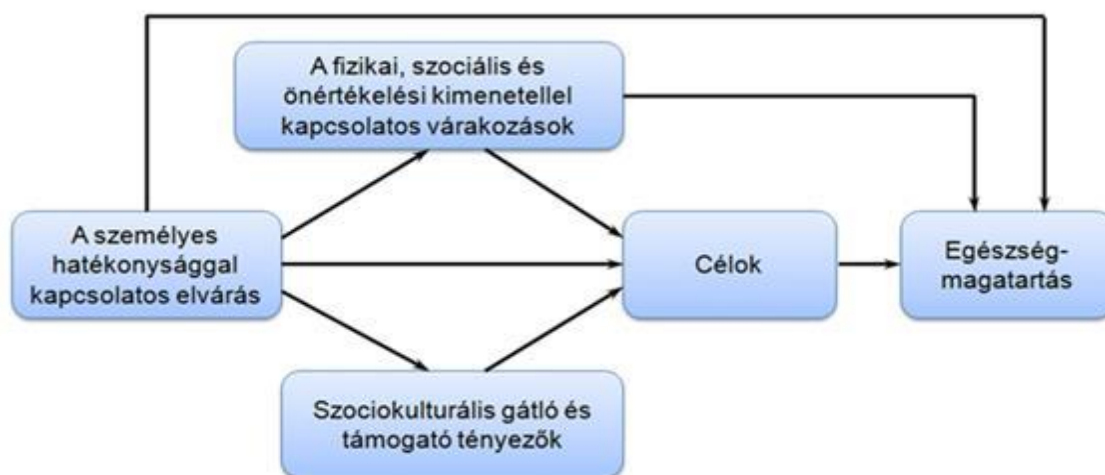 A fizikai, szociális és
önértékelési kimenetellel
kapcsolatos várakozások
A személyes
hatékonysággal
kapcsolatos elvárás
Célok
Egészség-
magatartás
Szociokulturális gátló és
támogató tényezők